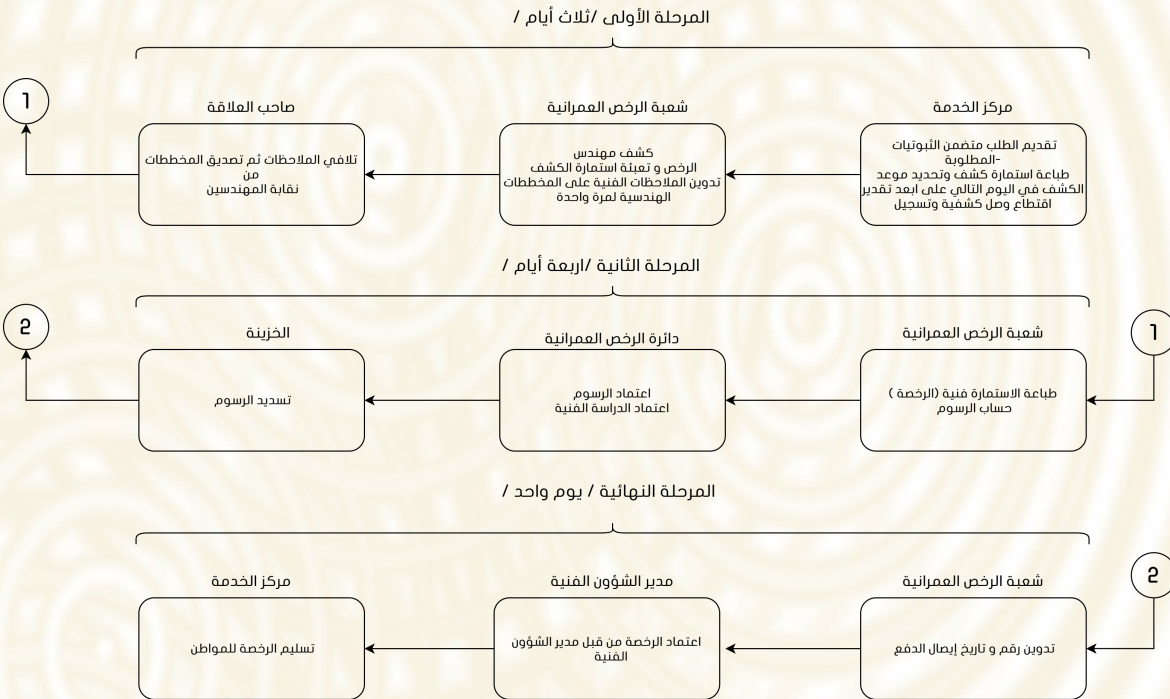 المرحلة الأولى /ثلاث أيام /
مركز الخدمة
تقديم الطلب متضمن الثبوتيات
المطلوبة-
طباعة استمارة كشف وتحديد موعد
الكشف في اليوم التالي على ابعد تقدير
اقتطاع وصل كشفية وتسجيل
شعبة الرخص العمرانية
كشف مهندس
الرخص و تعبئة استمارة الكشف
تدوين الملاحظات الفنية على المخططات
الهندسية لمرة واحدة
صاحب العلاقة
تلافي الملاحظات ثم تصديق المخططات
من
نقابة المهندسين
1
المرحلة الثانية /اربعة أيام /
1
شعبة الرخص العمرانية
طباعة الاستمارة فنية (الرخصة )
حساب الرسوم
دائرة الرخص العمرانية
اعتماد الرسوم
اعتماد الدراسة الفنية
الخزينة
تسديد الرسوم
2
المرحلة النهائية / يوم واحد /
2
شعبة الرخص العمرانية
تدوين رقم و تاريخ إيصال الدفع
مدير الشؤون الفنية
اعتماد الرخصة من قبل مدير الشؤون
الفنية
مركز الخدمة
تسليم الرخصة للمواطن